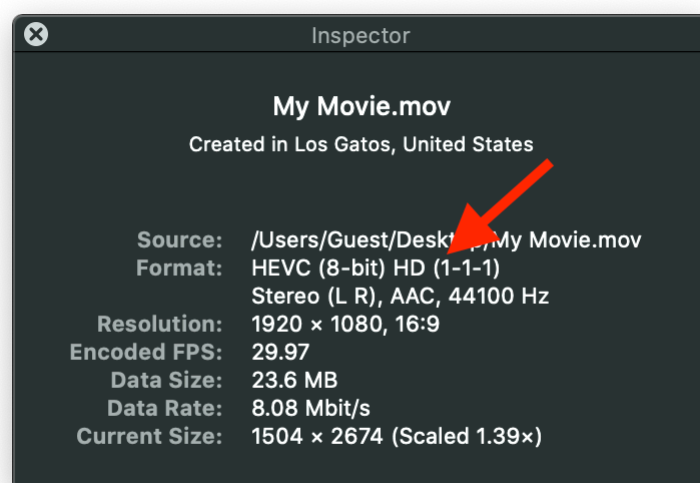 Inspector
My Movie.mov
Created in Los Gatos, United States
Source: /Users/Guest/Desktop/My Movie.mov
Format: HEVC (8-bit) HD (1-1-1)
Stereo (L R), AAC, 44100 Hz
Resolution: 1920 × 1080, 16:9
Encoded FPS: 29.97
Data Size: 23.6 MB
Data Rate: 8.08 Mbit/s
Current Size: 1504 × 2674 (Scaled 1.39×)